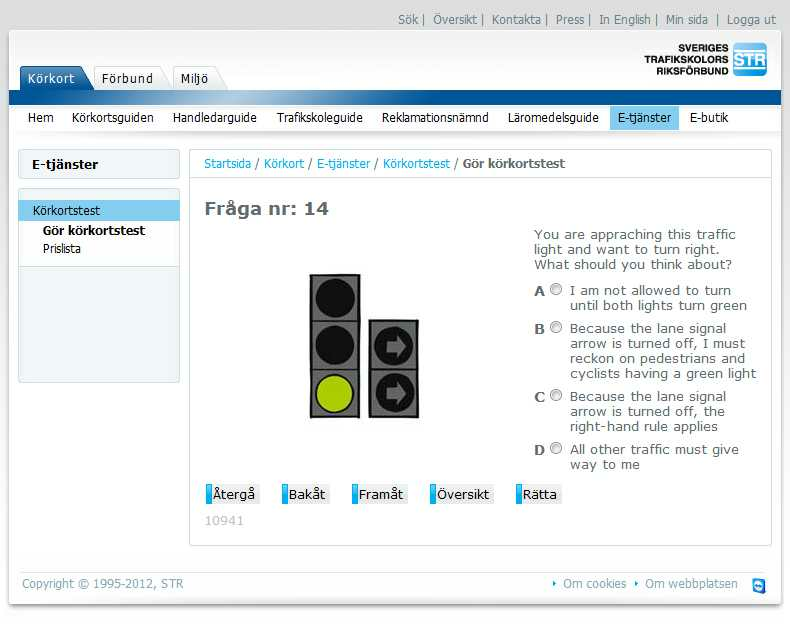 Sök | Översikt | Kontakta | Press | In English | Min sida | Logga ut
SVERIGES
TRAFIKSKOLORS
RIKSFÖRBUND
STR
Körkort Förbund Miljö
Hem Körkortsguiden Handledarguide Trafikskoleguide Reklamationsnämnd Läromedelsguide E-tjänster E-butik
E-tjänster
Körkortstest
Gör körkortstest
Prislista
Startsida / Körkort / E-tjänster / Körkortstest / Gör körkortstest
Fråga nr: 14
You are appraching this traffic
light and want to turn right.
What should you think about?
A I am not allowed to turn
until both lights turn green
B Because the lane signal
arrow is turned off, I must
reckon on pedestrians and
cyclists having a green light
C Because the lane signal
arrow is turned off, the
right-hand rule applies
D All other traffic must give
way to me
Återgå Bakåt Framåt Översikt Rätta
10941
Copyright © 1995-2012, STR
Om cookies Om webbplatsen